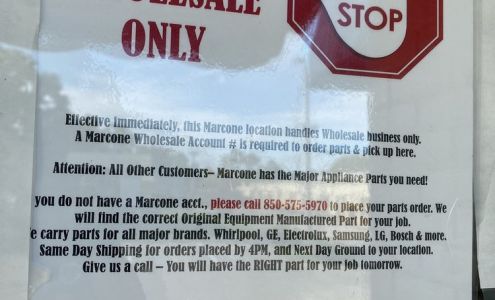 WHOLESALE
ONLY
STOP
Effective immediately, this Marcone location handles Wholesale business only.
A Marcone Wholesale Account # is required to order parts & pick up here.
Attention: All Other Customers– Marcone has the Major Appliance Parts you need!
you do not have a Marcone acct., please call 850-575-5970 to place your parts order. We
will find the correct Original Equipment Manufactured Part for your job.
e carry parts for all major brands. Whirlpool, GE, Electrolux, Samsung, LG, Bosch & more.
Same Day Shipping for orders placed by 4PM, and Next Day Ground to your location.
Give us a call – You will have the RIGHT part for your job tomorrow.